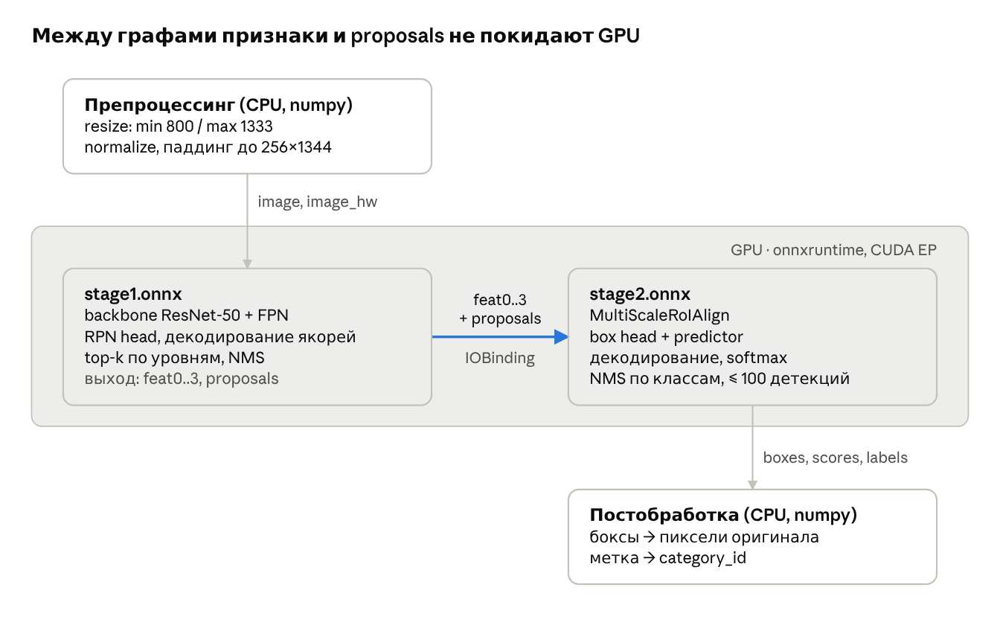 Между графами признаки и proposals не покидают GPU
Препроцессинг (CPU, numpy)
resize: min 800 / max 1333
normalize, паддинг до 256×1344
image, image_hw
GPU · onnxruntime, CUDA EP
stage1.onnx
backbone ResNet-50 + FPN
RPN head, декодирование якорей
top-k по уровням, NMS
выход: feat0..3, proposals
feat0..3
+ proposals
IOBinding
stage2.onnx
MultiScaleRoIAlign
box head + predictor
декодирование, softmax
NMS по классам, ≤ 100 детекций
boxes, scores, labels
Постобработка (CPU, numpy)
боксы → пиксели оригинала
метка → category_id